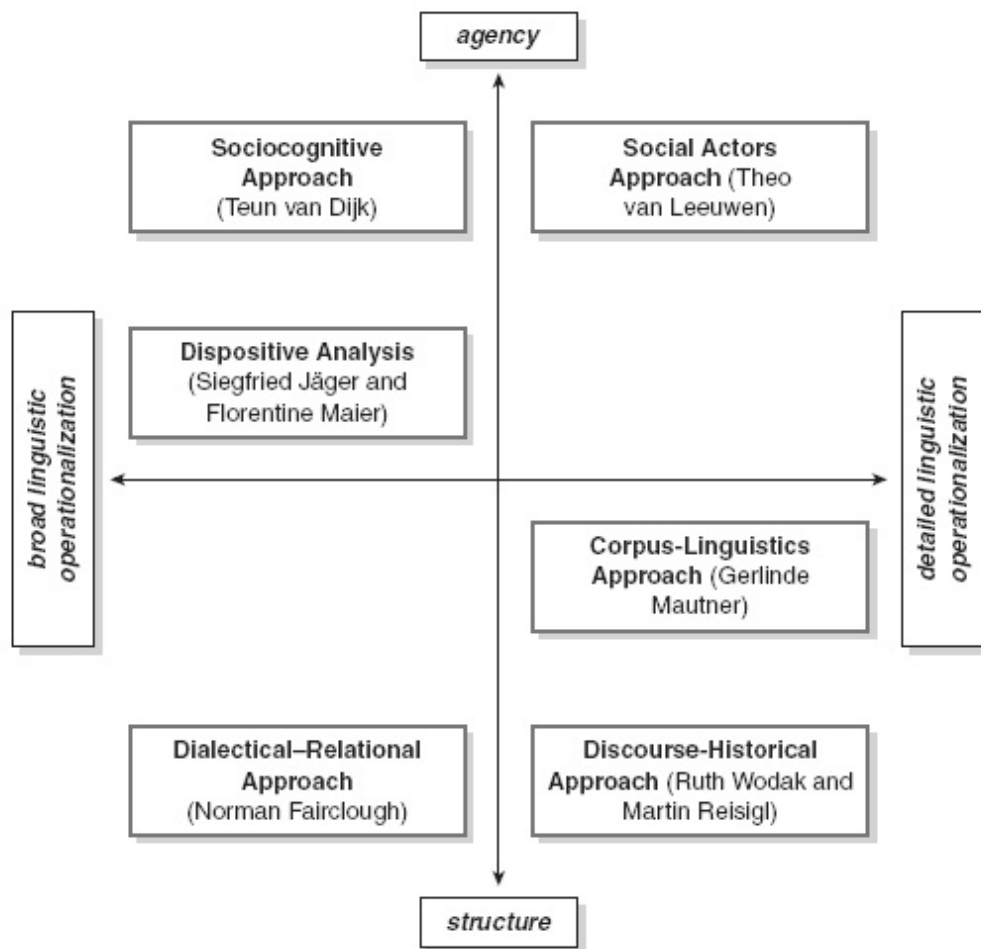 agency
Sociocognitive
Approach
(Teun van Dijk)
Social Actors
Approach (Theo
van Leeuwen)
broad linguistic
operationalization
Dispositive Analysis
(Siegfried Jäger and
Florentine Maier)
detailed linguistic
operationalization
Corpus-Linguistics
Approach (Gerlinde
Mautner)
Dialectical–Relational
Approach
(Norman Fairclough)
Discourse-Historical
Approach (Ruth Wodak and
Martin Reisigl)
structure